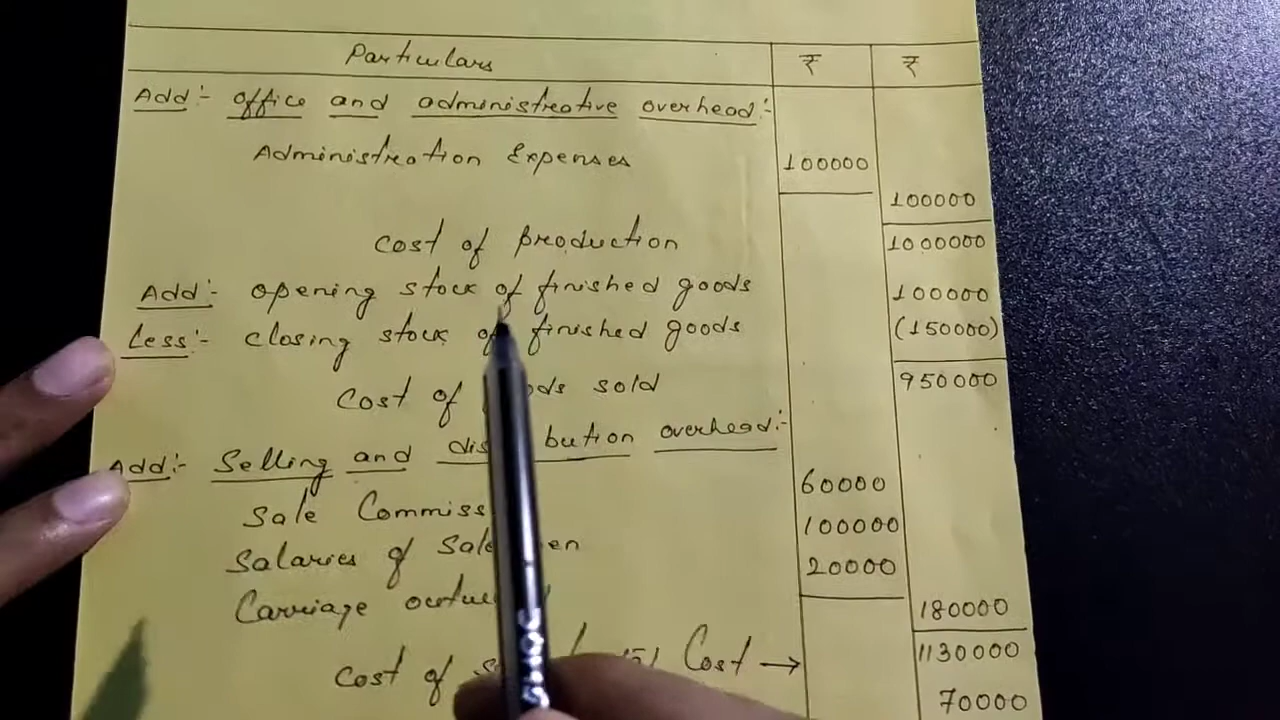 Particulars ₹ ₹
Add:- office and administrative overhead:-
Administration Expenses 100000
100000
Cost of production 1000000
Add:- opening stock of finished goods 100000
Less:- closing stock of finished goods (150000)
Cost of sold 950000
Add:- Selling and overhead:-
60000
Sale 100000
Salaries of 20000
Carriage
180000
Cost of Cost → 1130000
70000